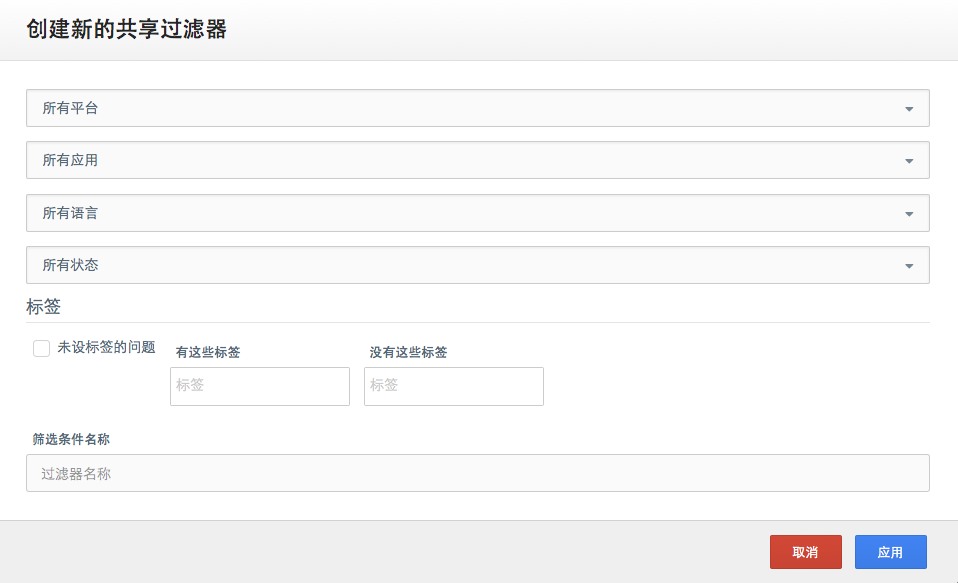 创建新的共享过滤器
所有平台
所有应用
所有语言
所有状态
标签
未设标签的问题
有这些标签
没有这些标签
标签
标签
筛选条件名称
过滤器名称
取消
应用